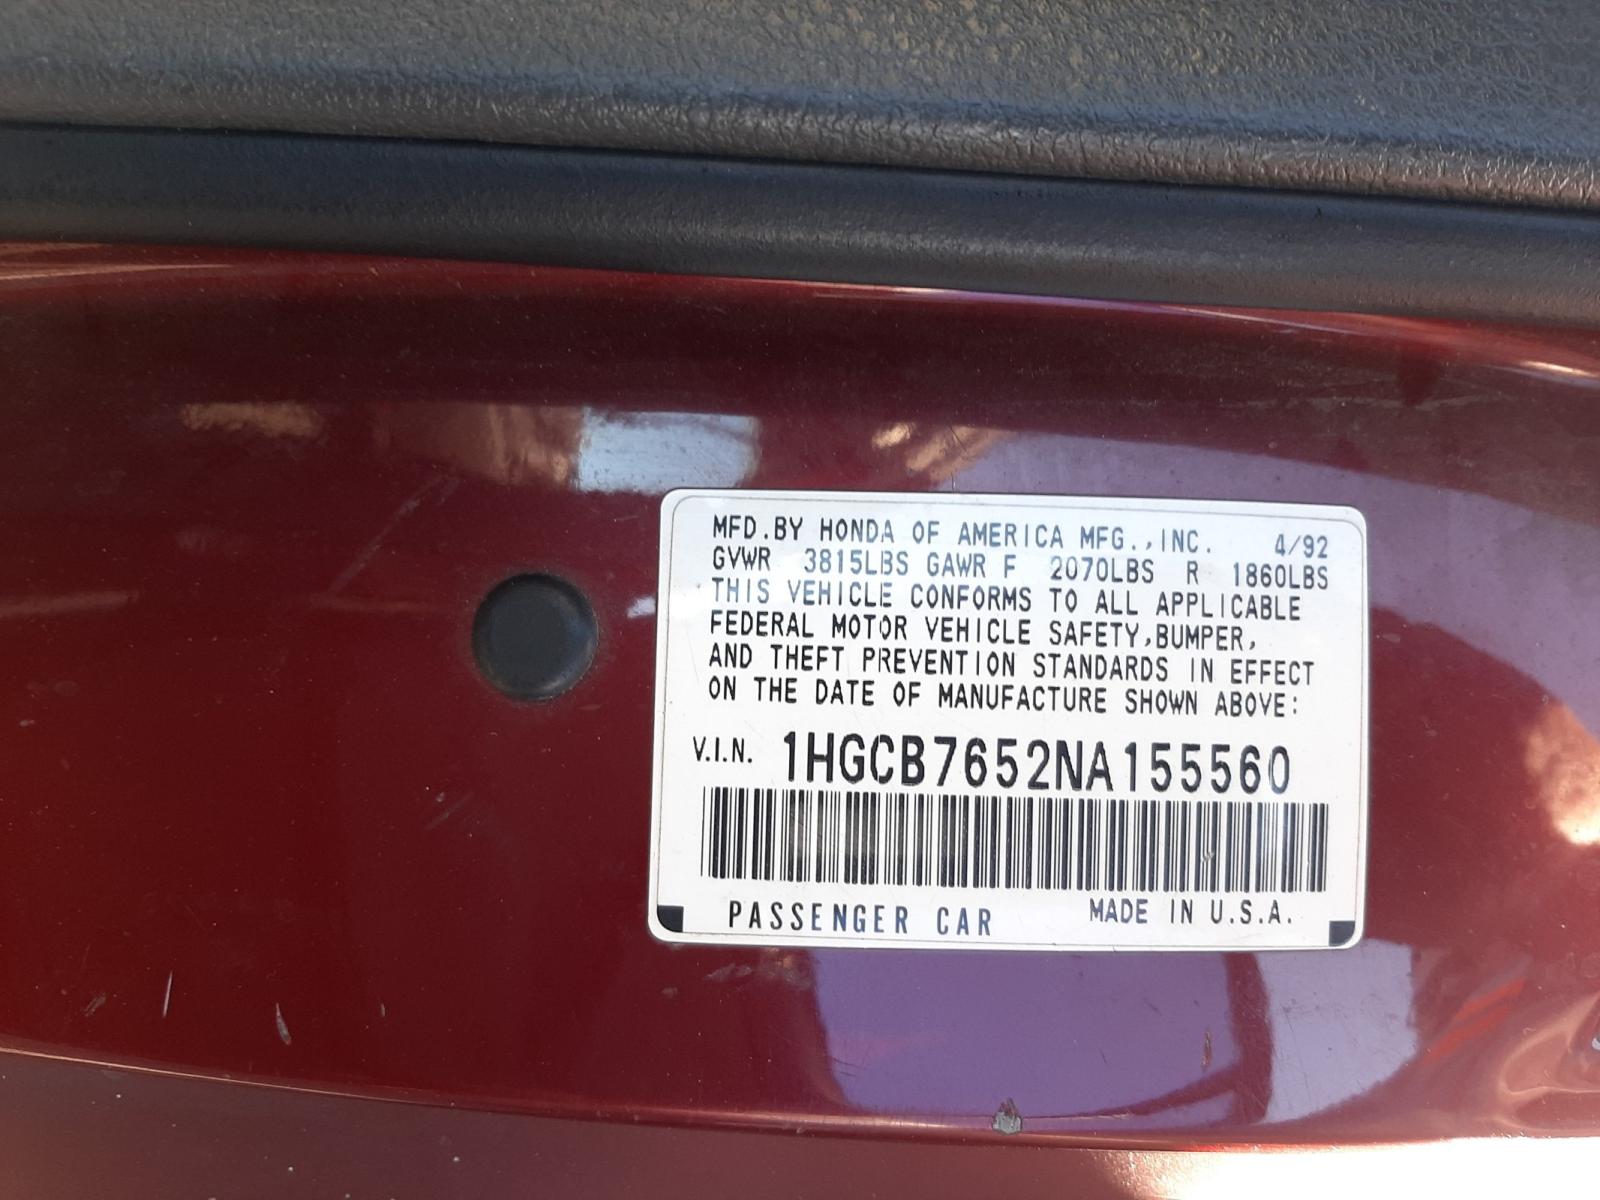 MFD.BY HONDA OF AMERICA MFG.,INC. 4/92
GVWR 3815LBS GAWR F 2070LBS R 1860LBS
THIS VEHICLE CONFORMS TO ALL APPLICABLE
FEDERAL MOTOR VEHICLE SAFETY,BUMPER,
AND THEFT PREVENTION STANDARDS IN EFFECT
ON THE DATE OF MANUFACTURE SHOWN ABOVE:
V.I.N. 1HGCB7652NA155560
PASSENGER CAR MADE IN U.S.A.